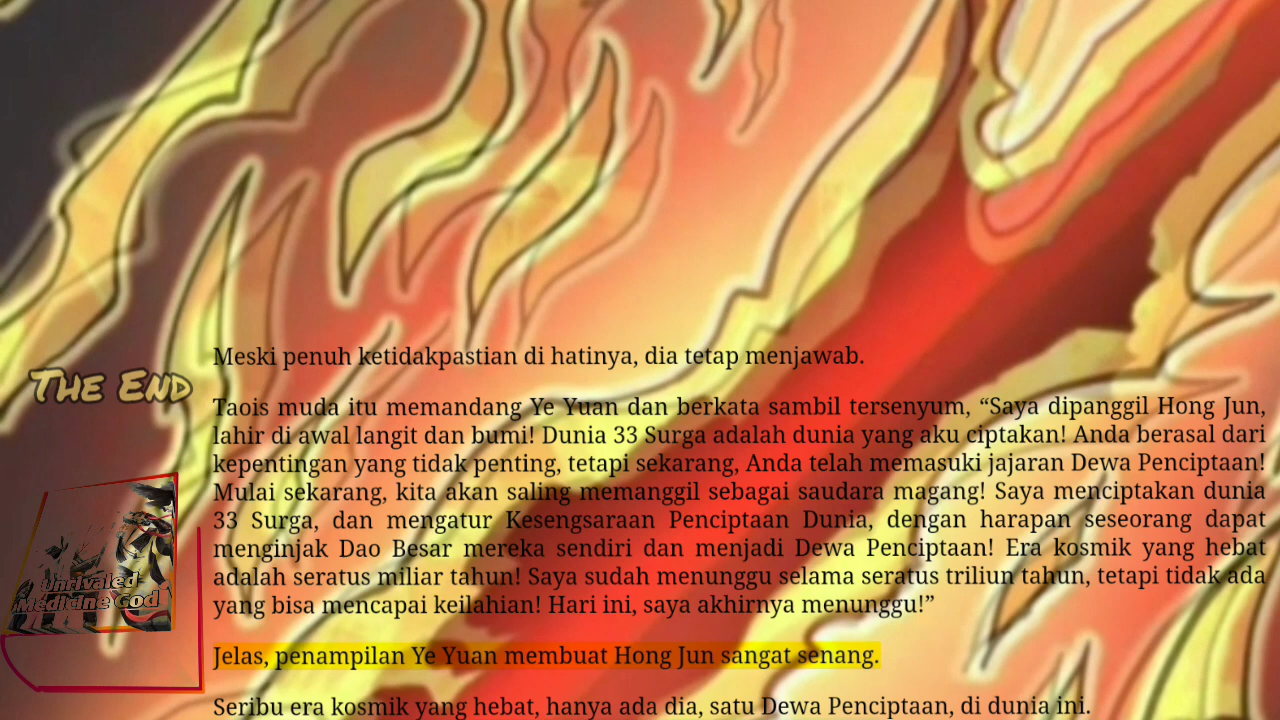 Meski penuh ketidakpastian di hatinya, dia tetap menjawab.
THE END
Taois muda itu memandang Ye Yuan dan berkata sambil tersenyum, “Saya dipanggil Hong Jun,
lahir di awal langit dan bumi! Dunia 33 Surga adalah dunia yang aku ciptakan! Anda berasal dari
kepentingan yang tidak penting, tetapi sekarang, Anda telah memasuki jajaran Dewa Penciptaan!
Mulai sekarang, kita akan saling memanggil sebagai saudara magang! Saya menciptakan dunia
33 Surga, dan mengatur Kesengsaraan Penciptaan Dunia, dengan harapan seseorang dapat
menginjak Dao Besar mereka sendiri dan menjadi Dewa Penciptaan! Era kosmik yang hebat
adalah seratus miliar tahun! Saya sudah menunggu selama seratus triliun tahun, tetapi tidak ada
yang bisa mencapai keilahian! Hari ini, saya akhirnya menunggu!”
Unrivaled
Medicine God
Jelas, penampilan Ye Yuan membuat Hong Jun sangat senang.
Seribu era kosmik yang hebat, hanya ada dia, satu Dewa Penciptaan, di dunia ini.